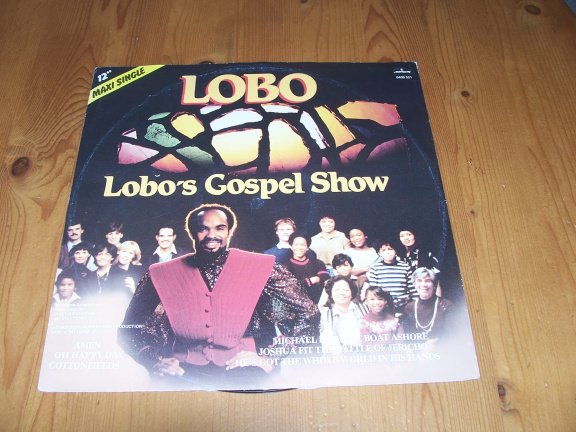 12"
MAXI SINGLE
LOBO
Lobo's Gospel Show
AMEN
OH HAPPY DAY
COTTONFIELDS
MICHAEL BOAT ASHORE
JOSHUA FIT THE BATTLE OF JERICHO
GOT THE WHOLE WORLD IN HIS HANDS